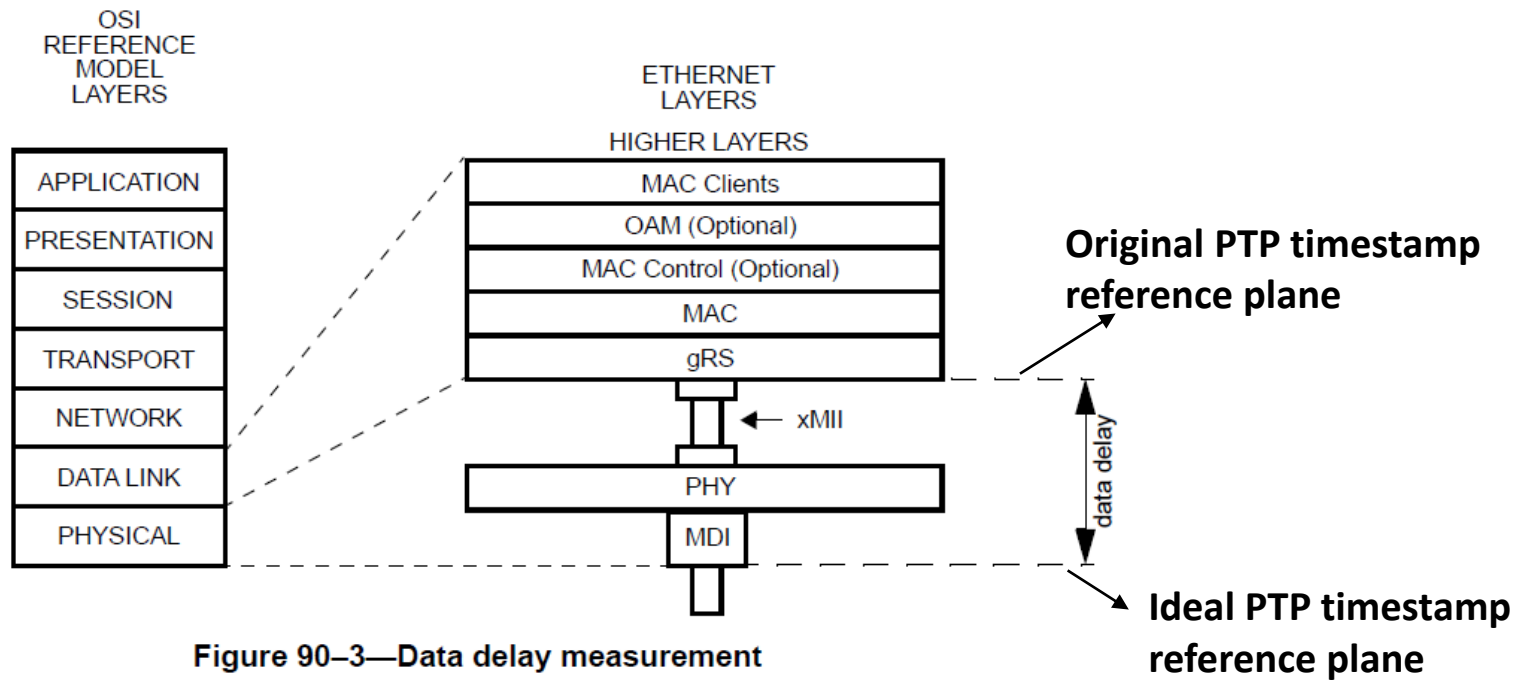 OSI
REFERENCE
MODEL
LAYERS
APPLICATION
PRESENTATION
SESSION
TRANSPORT
NETWORK
DATA LINK
PHYSICAL
ETHERNET
LAYERS
HIGHER LAYERS
MAC Clients
OAM (Optional)
MAC Control (Optional)
MAC
gRS
xMII
PHY
MDI
Original PTP timestamp
reference plane
data delay
Ideal PTP timestamp
reference plane
Figure 90–3—Data delay measurement